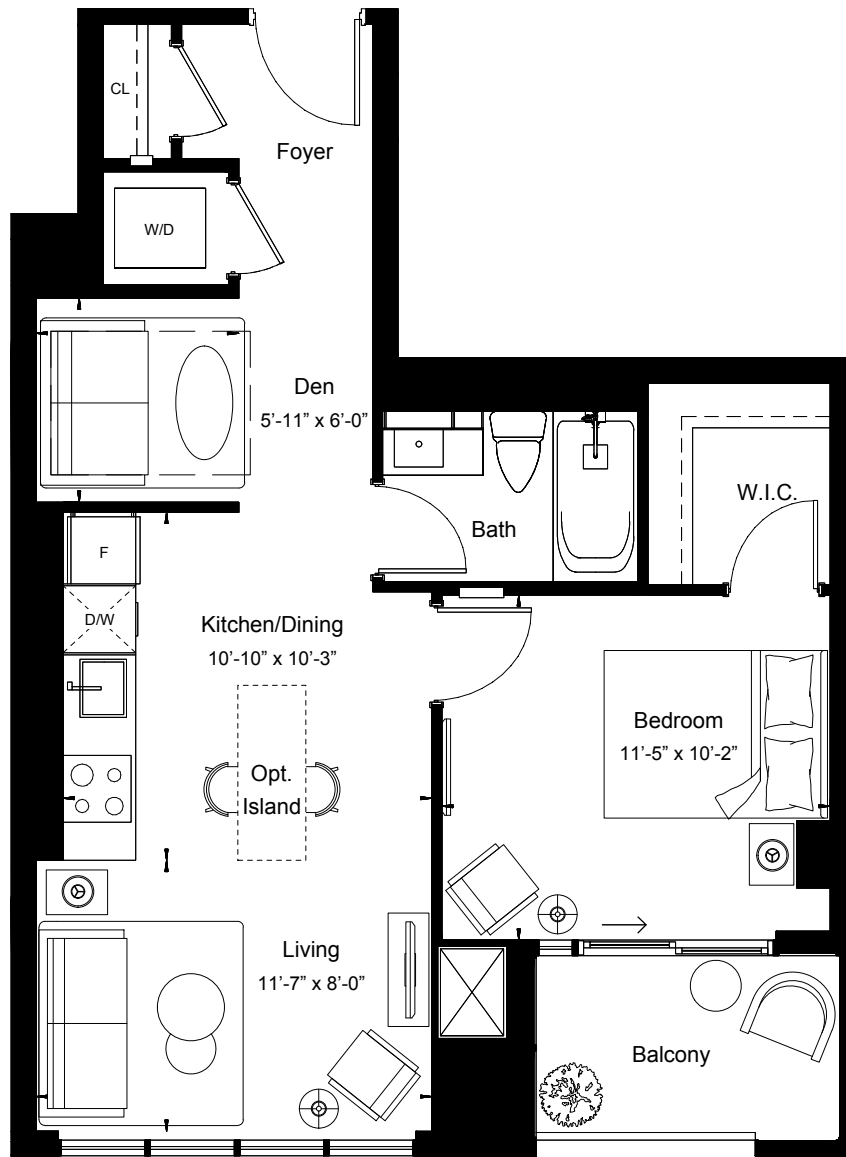 CL
Foyer
W/D
Den
5’-11” x 6’-0”
W.I.C.
Bath
F
D/W
Kitchen/Dining
10’-10” x 10’-3”
Bedroom
11’-5” x 10’-2”
Opt.
Island
Living
11’-7” x 8’-0”
Balcony